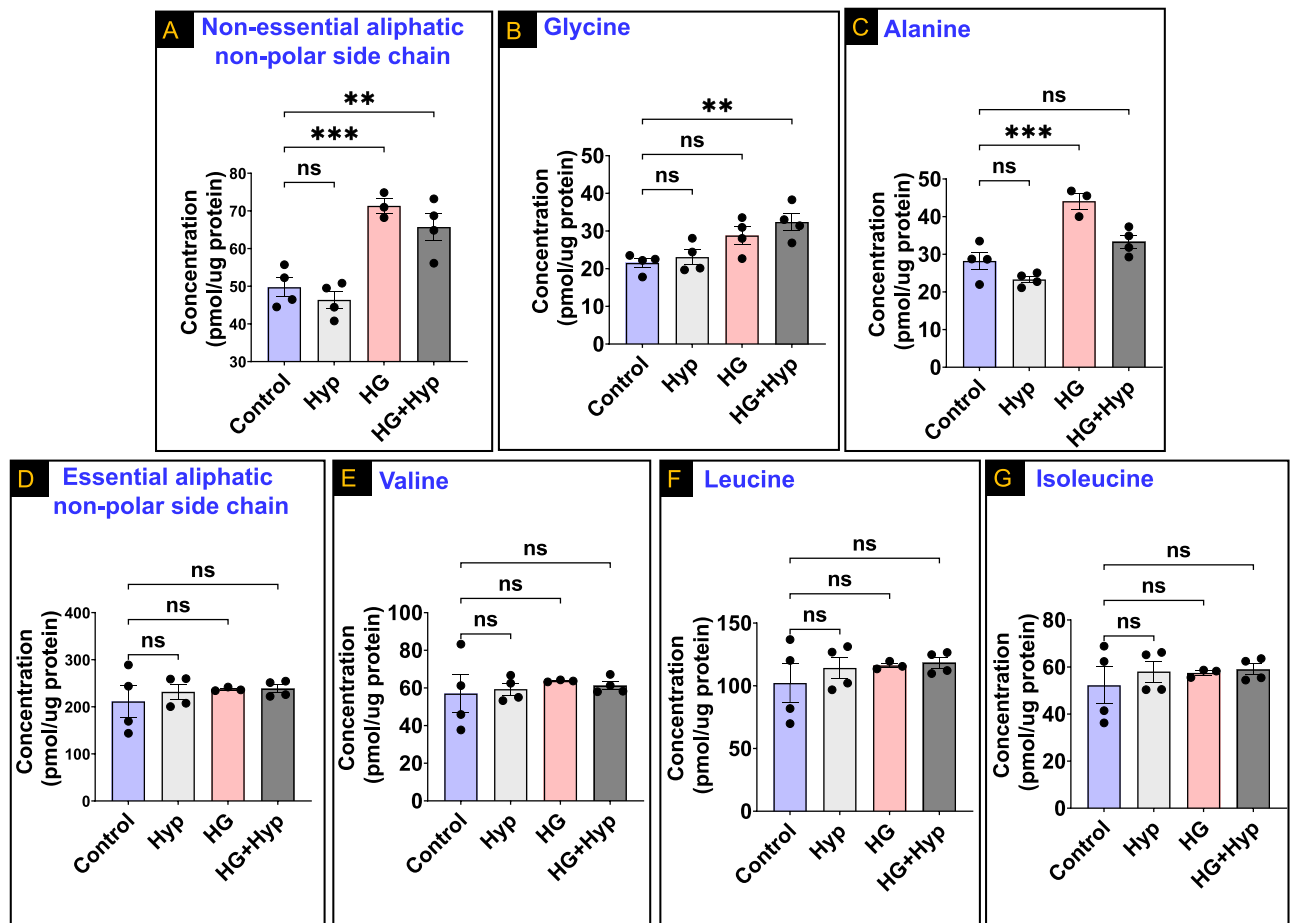 A Non-essential aliphatic
non-polar side chain
**
***
ns
Concentration
(pmol/ug protein)
80
70
60
50
40
30
Control
Hyp
HG
HG+Hyp
B Glycine
**
ns
ns
Concentration
(pmol/ug protein)
50
40
30
20
10
0
Control
Hyp
HG
HG+Hyp
C Alanine
ns
***
ns
Concentration
(pmol/ug protein)
50
40
30
20
10
0
Control
Hyp
HG
HG+Hyp
D Essential aliphatic
non-polar side chain
ns
ns
ns
Concentration
(pmol/ug protein)
400
300
200
100
0
Control
Hyp
HG
HG+Hyp
E Valine
ns
ns
ns
Concentration
(pmol/ug protein)
100
80
60
40
20
0
Control
Hyp
HG
HG+Hyp
F Leucine
ns
ns
ns
Concentration
(pmol/ug protein)
150
100
50
0
Control
Hyp
HG
HG+Hyp
G Isoleucine
ns
ns
ns
Concentration
(pmol/ug protein)
80
60
40
20
0
Control
Hyp
HG
HG+Hyp